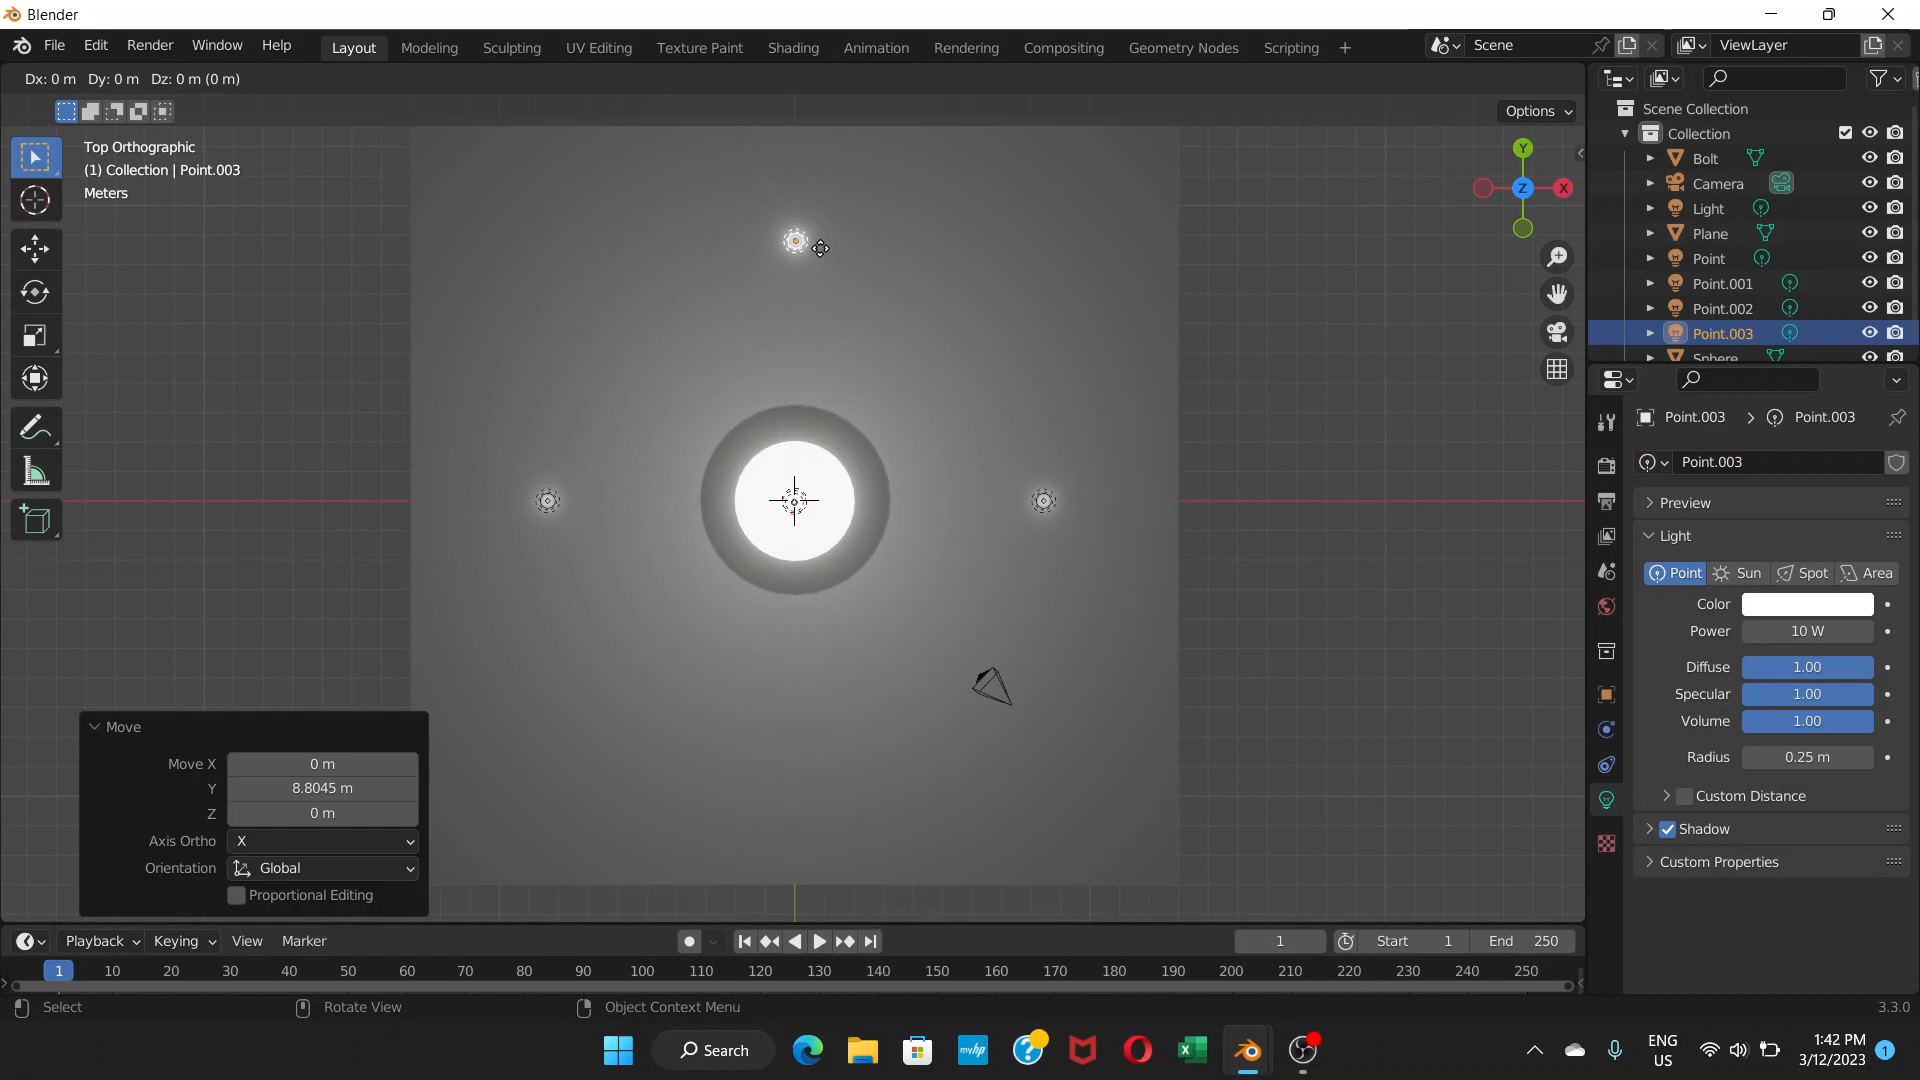 Blender
File Edit Render Window Help
Layout Modeling Sculpting UV Editing Texture Paint Shading Animation Rendering Compositing Geometry Nodes Scripting +
Scene
ViewLayer
Dx: 0 m Dy: 0 m Dz: 0 m (0 m)
Options
Top Orthographic
(1) Collection | Point.003
Meters
Y
Z
X
Scene Collection
Collection
Bolt
Camera
Light
Plane
Point
Point.001
Point.002
Point.003
Sphere
Point.003 > Point.003
Point.003
Preview
Light
Point Sun Spot Area
Color
Power 10 W
Diffuse 1.00
Specular 1.00
Volume 1.00
Radius 0.25 m
Custom Distance
Shadow
Custom Properties
Move
Move X 0 m
Y 8.8045 m
Z 0 m
Axis Ortho X
Orientation Global
Proportional Editing
Playback Keying View Marker
1
Start 1
End 250
1 10 20 30 40 50 60 70 80 90 100 110 120 130 140 150 160 170 180 190 200 210 220 230 240 250
Select
Rotate View
Object Context Menu
3.3.0
Search
myhp
?
ENG
US
1:42 PM
3/12/2023
1